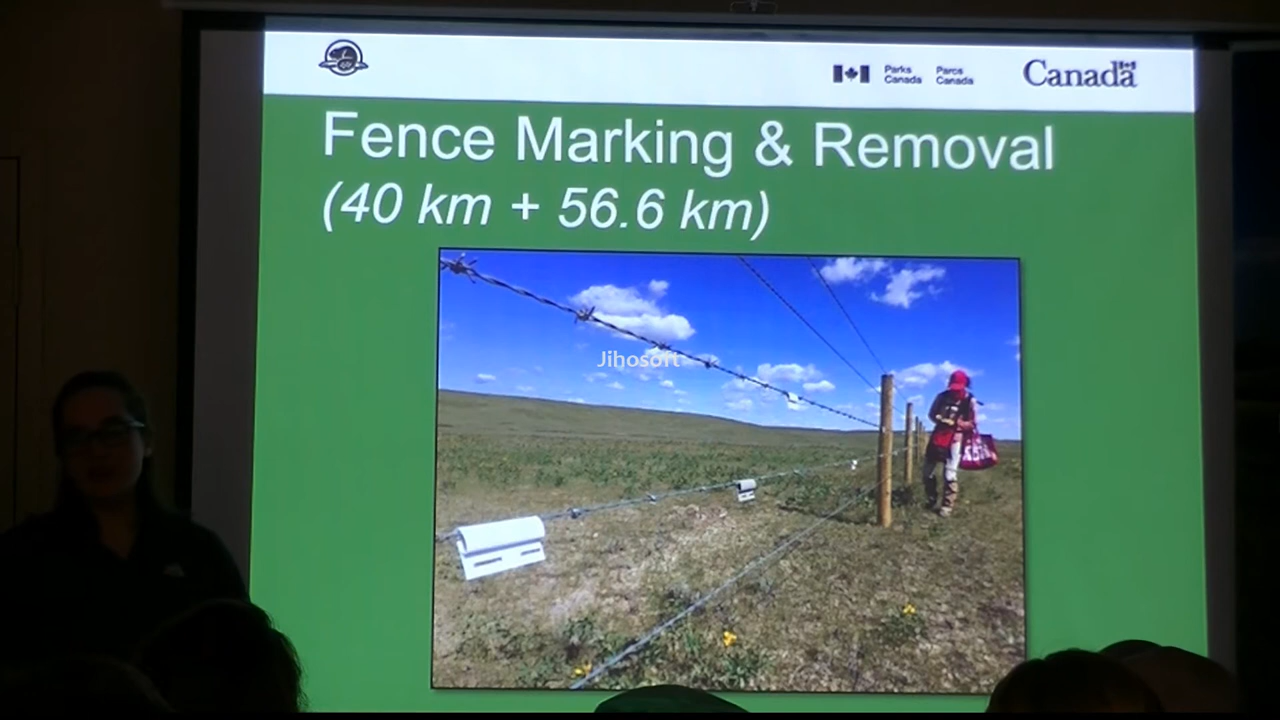 Parks Canada
Parcs Canada
Canada
Fence Marking & Removal
(40 km + 56.6 km)
Jihosoft